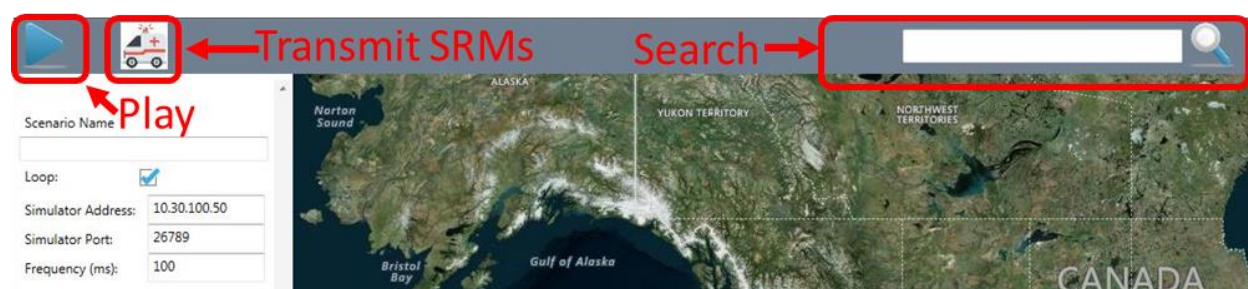 Transmit SRMs
Search
Play
Scenario Name
Loop:
Simulator Address: 10.30.100.50
Simulator Port: 26789
Frequency (ms): 100
ALASKA
Norton
Sound
YUKON TERRITORY
NORTHWEST
TERRITORIES
Bristol
Bay
Gulf of Alaska
CANADA